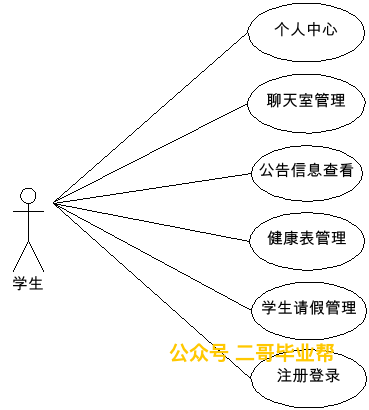 个人中心
聊天室管理
公告信息查看
健康表管理
学生
学生请假管理
公众号 二哥毕业帮
注册登录